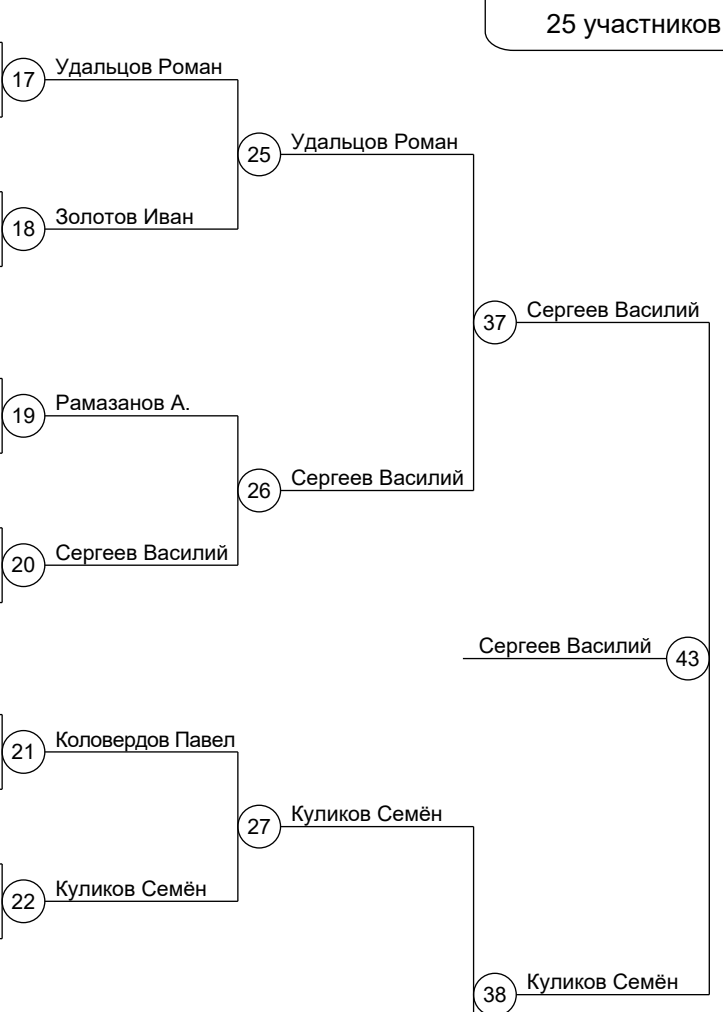 25 участников
17 Удальцов Роман
25 Удальцов Роман
18 Золотов Иван
37 Сергеев Василий
19 Рамазанов А.
26 Сергеев Василий
20 Сергеев Василий
Сергеев Василий 43
21 Коловердов Павел
27 Куликов Семён
22 Куликов Семён
38 Куликов Семён